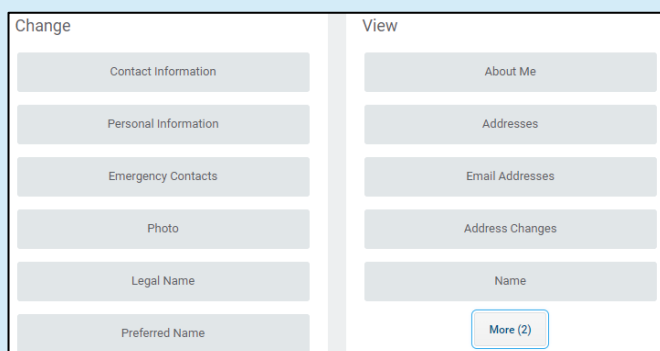 Change
Contact Information
Personal Information
Emergency Contacts
Photo
Legal Name
Preferred Name
View
About Me
Addresses
Email Addresses
Address Changes
Name
More (2)